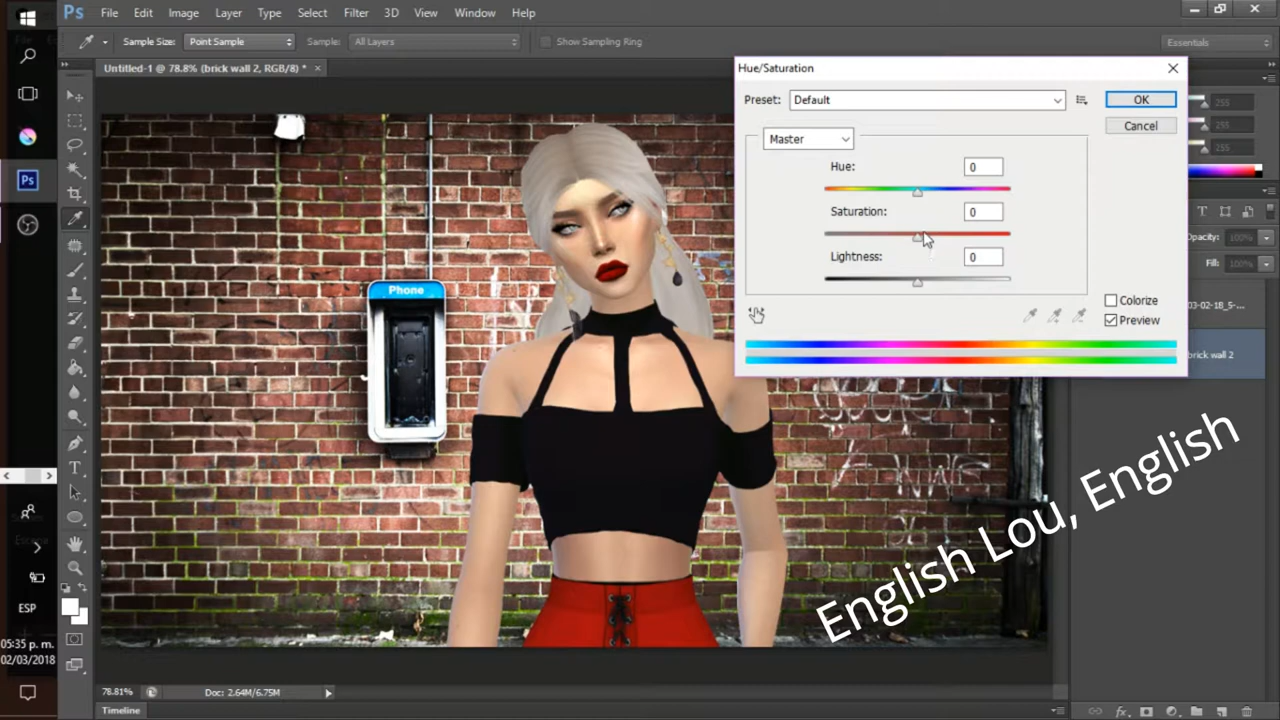 Ps File Edit Image Layer Type Select Filter 3D View Window Help
Sample Size: Point Sample Sample: All Layers Show Sampling Ring Essentials
Untitled-1 @ 78.8% (brick wall 2, RGB/8) * ×
Hue/Saturation
Preset: Default OK
Cancel
Master
Hue: 0
Saturation: 0
Lightness: 0
Colorize
Preview
255
255
255
Opacity: 100%
Fill: 100%
03-02-18_5-...
brick wall 2
Phone
English Lou, English
Ps
ESP
05:35 p. m.
02/03/2018
78.81% Doc: 2.64M/6.75M
Timeline